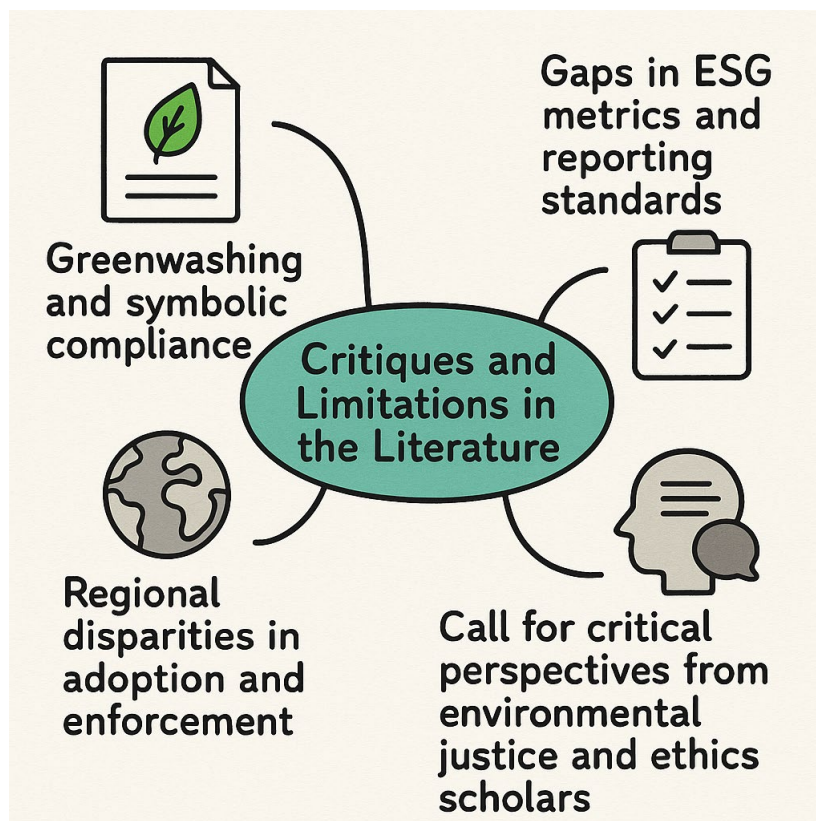 Greenwashing
and symbolic
compliance
Gaps in ESG
metrics and
reporting
standards
Critiques and
Limitations in
the Literature
Regional
disparities in
adoption and
enforcement
Call for critical
perspectives from
environmental
justice and ethics
scholars